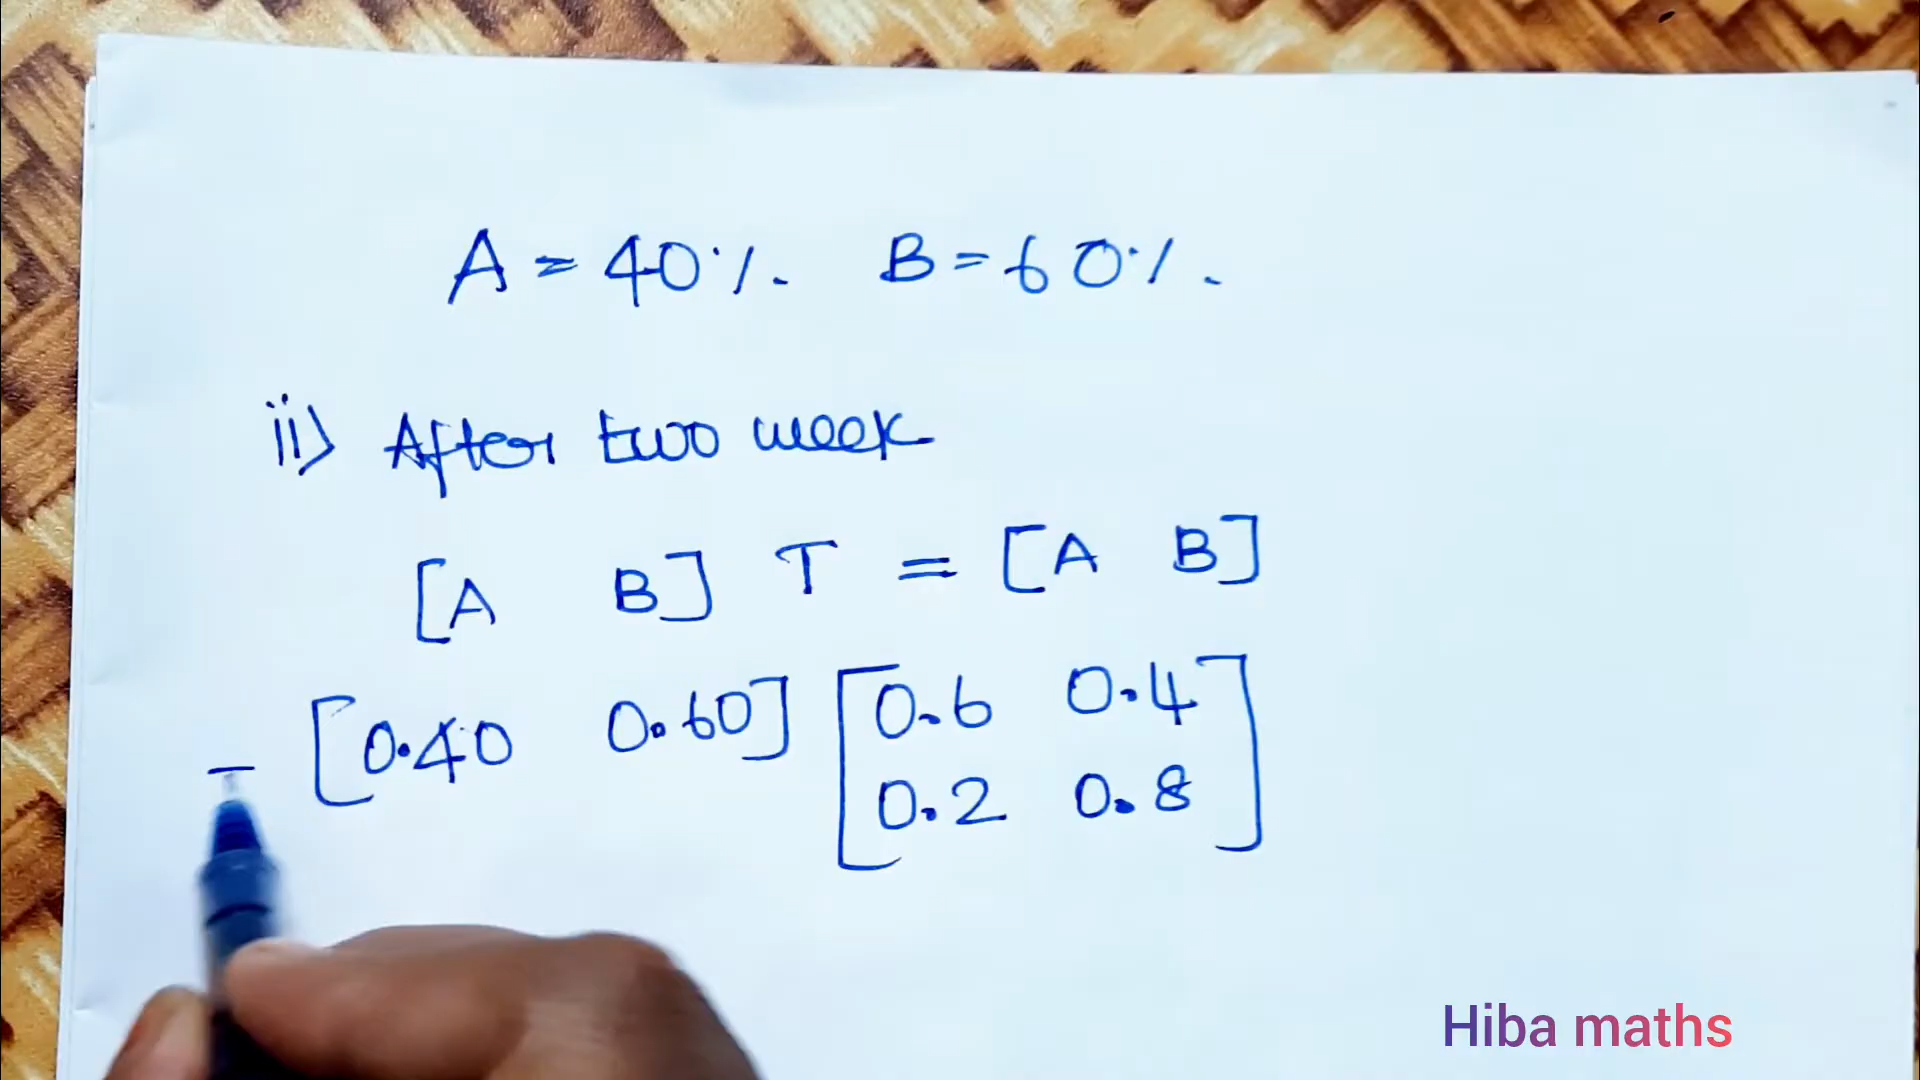 A = 40%. B = 60%.
ii) After two week
[A B] T = [A B]
= [0.40 0.60] [0.6 0.4
0.2 0.8]
Hiba maths